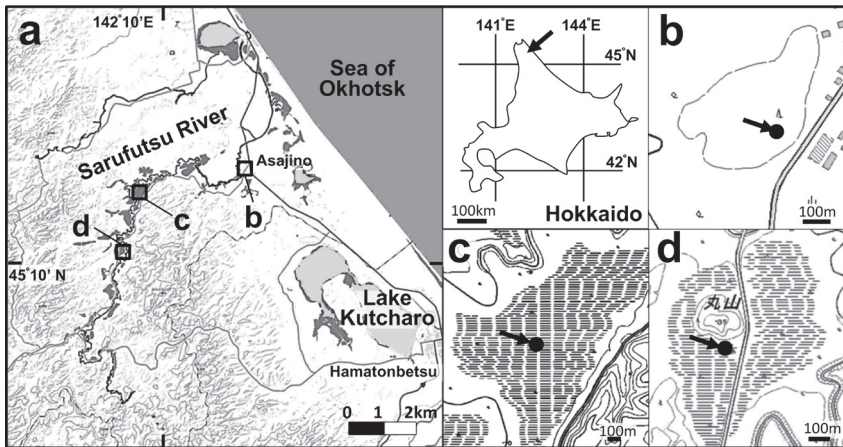 a
142°10'E
Sea of
Okhotsk
Sarufutsu River
Asajino
b
c
d
45°10' N
Lake
Kutcharo
Hamatonbetsu
0 1 2km
141°E
144°E
45°N
42°N
100km
Hokkaido
b
100m
c
100m
d
丸山
100m